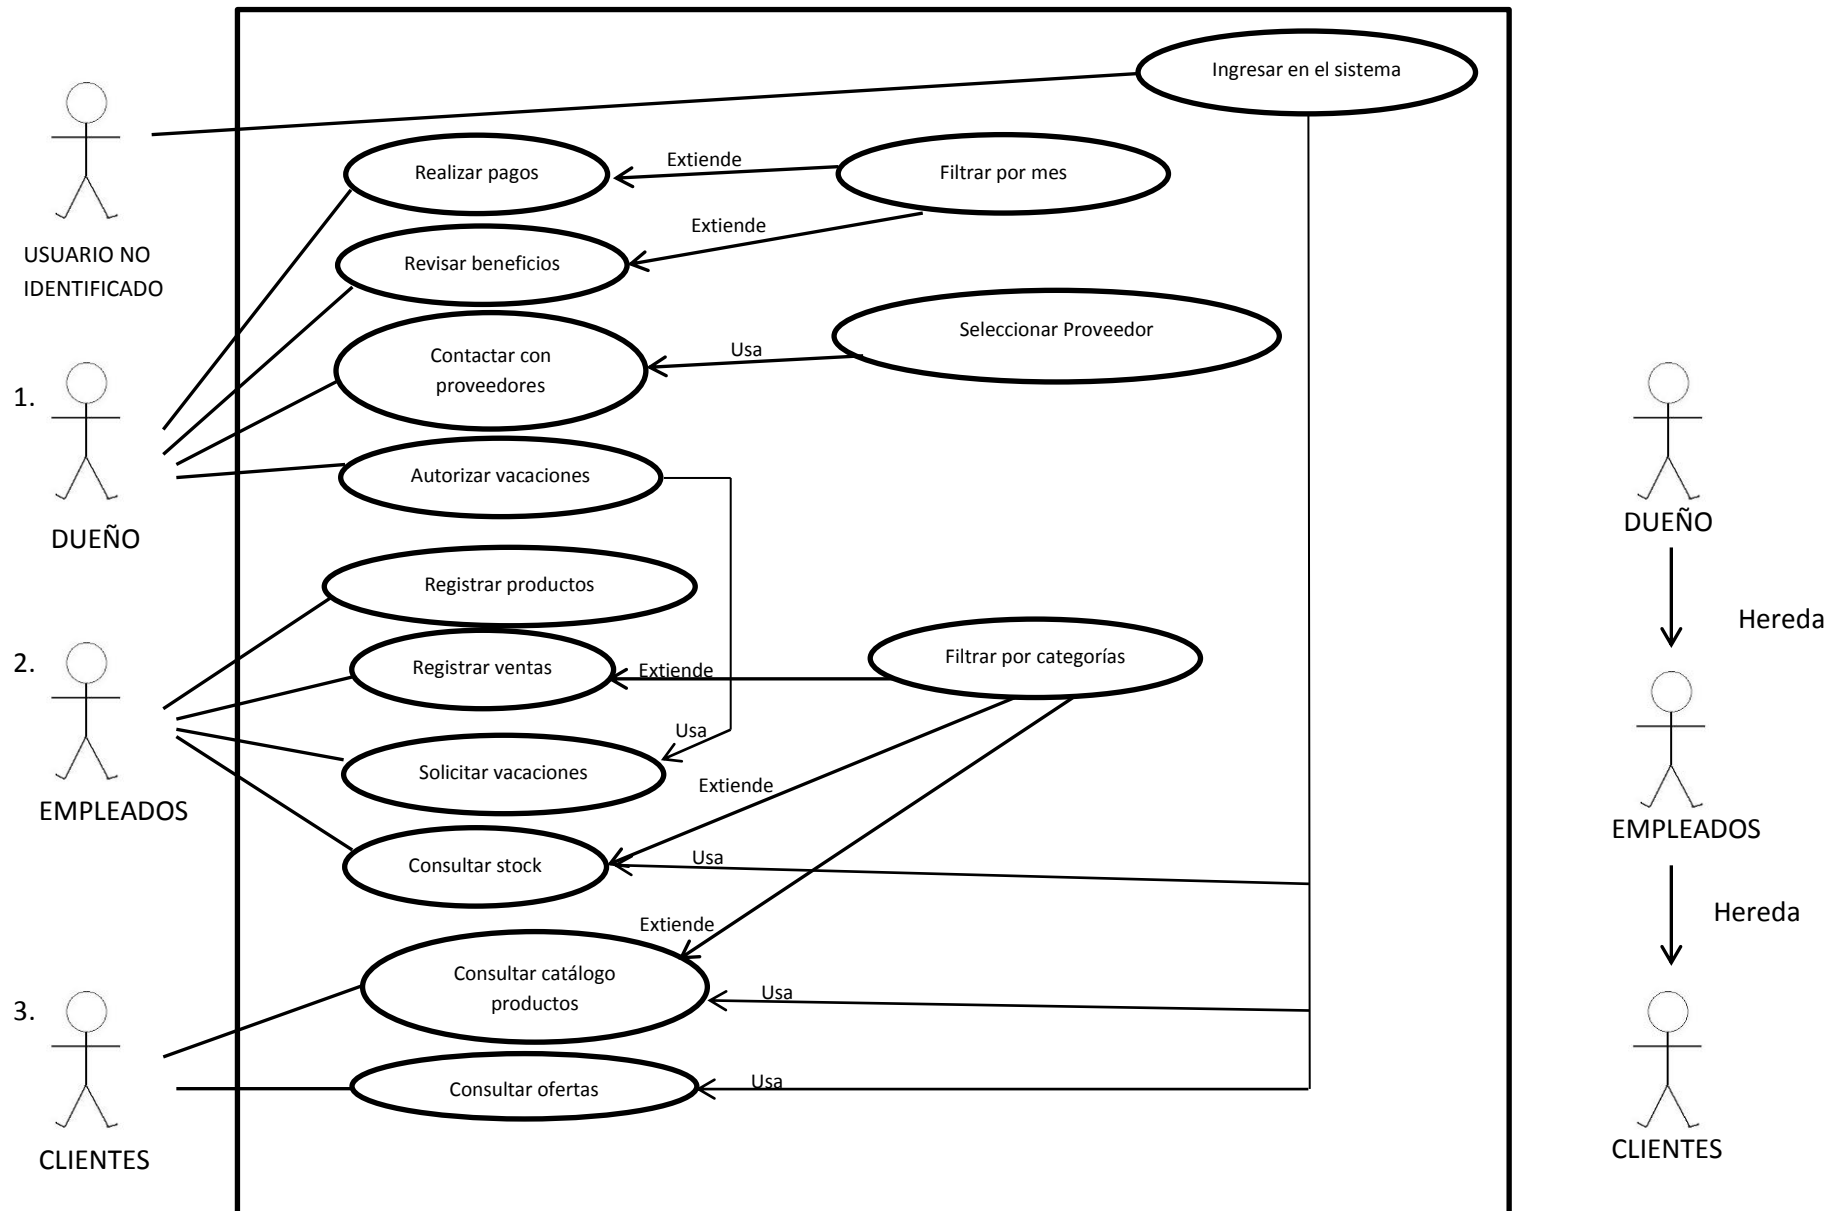 Ingresar en el sistema
Realizar pagos
Extiende
Filtrar por mes
USUARIO NO
IDENTIFICADO
Revisar beneficios
Extiende
Contactar con
proveedores
Usa
Seleccionar Proveedor
1.
DUEÑO
Autorizar vacaciones
DUEÑO
Registrar productos
Hereda
2.
EMPLEADOS
Registrar ventas
Extiende
Filtrar por categorías
Usa
Solicitar vacaciones
Extiende
EMPLEADOS
Consultar stock
Usa
Hereda
Extiende
3.
CLIENTES
Consultar catálogo
productos
Usa
Consultar ofertas
Usa
CLIENTES